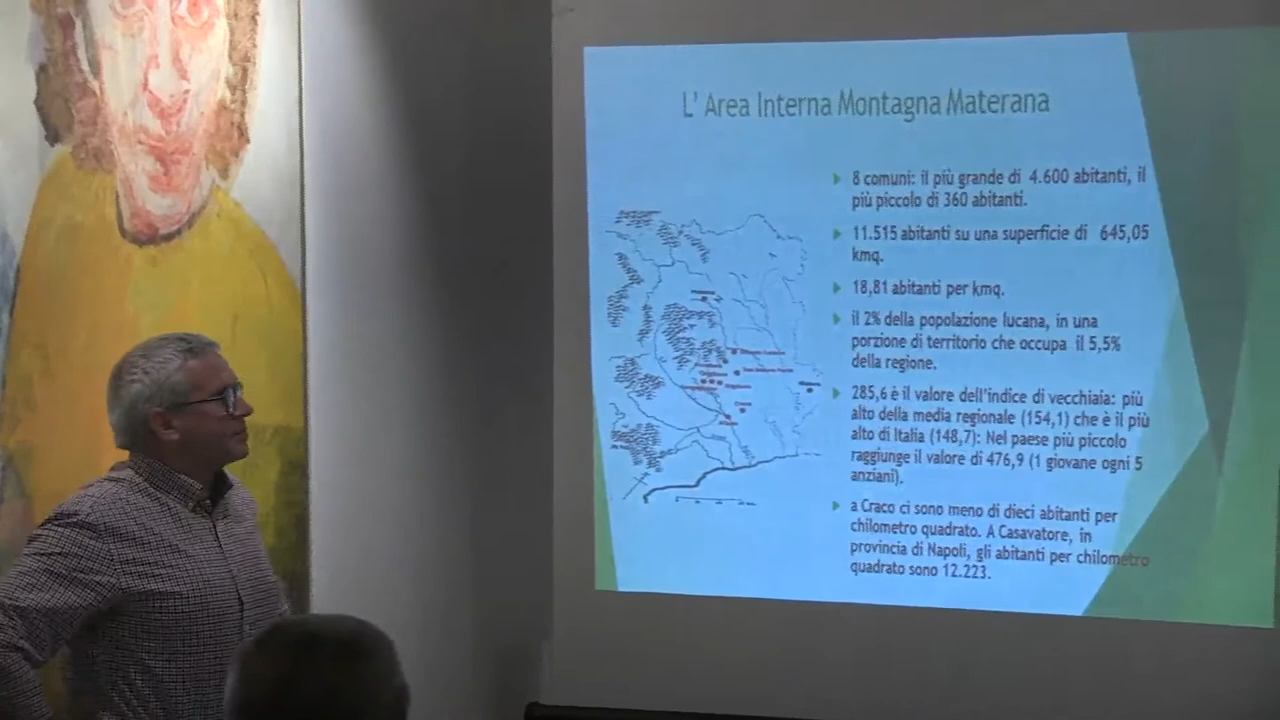 L' Area Interna Montagna Materana
8 comuni: il più grande di 4.600 abitanti, il
più piccolo di 360 abitanti.
11.515 abitanti su una superficie di 645,05
kmq.
18,81 abitanti per kmq.
il 2% della popolazione lucana, in una
porzione di territorio che occupa il 5,5%
della regione.
285,6 è il valore dell'indice di vecchiaia: più
alto della media regionale (154,1) che è il più
alto di Italia (148,7): Nel paese più piccolo
raggiunge il valore di 476,9 (1 giovane ogni 5
anziani).
a Craco ci sono meno di dieci abitanti per
chilometro quadrato. A Casavatore, in
provincia di Napoli, gli abitanti per chilometro
quadrato sono 12.223.